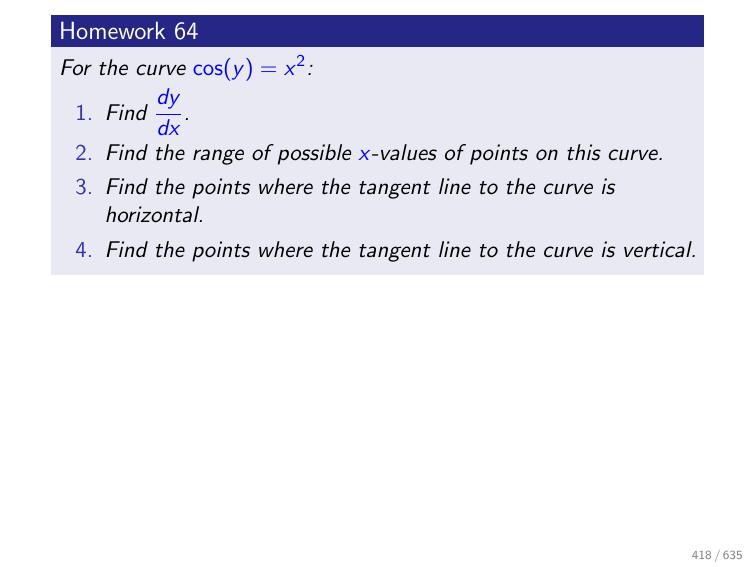 Homework 64
For the curve cos(y) = x²:
1. Find dy/dx.
2. Find the range of possible x-values of points on this curve.
3. Find the points where the tangent line to the curve is
horizontal.
4. Find the points where the tangent line to the curve is vertical.
418 / 635